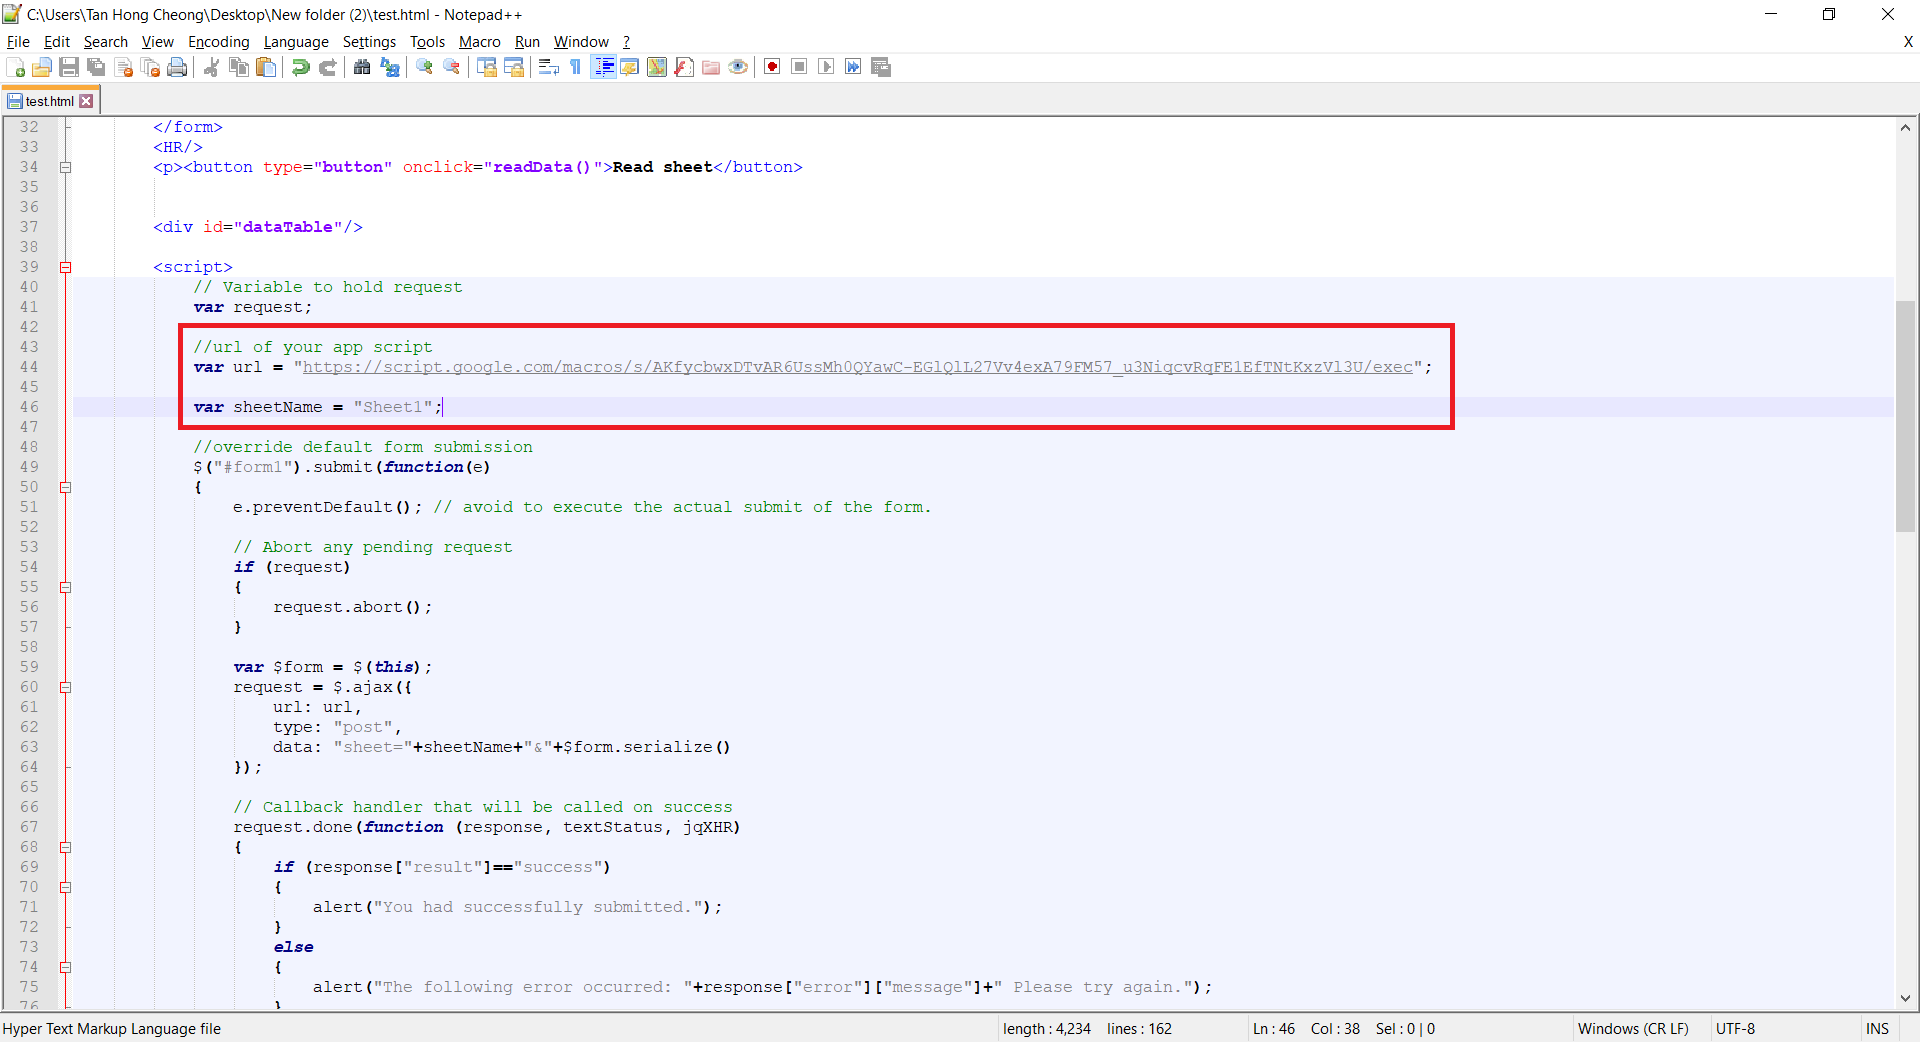 C:\Users\Tan Hong Cheong\Desktop\New folder (2)\test.html - Notepad++
File Edit Search View Encoding Language Settings Tools Macro Run Window ? X
test.html
32 </form>
33 <HR/>
34 <p><button type="button" onclick="readData()">Read sheet</button>
35
36
37 <div id="dataTable"/>
38
39 <script>
40 // Variable to hold request
41 var request;
42
43 //url of your app script
44 var url = "https://script.google.com/macros/s/AKfycbwxDTvAR6UssMh0QYawC-EGlQlL27Vv4exA79FM57_u3NiqcvRqFE1EfTNtKxzVl3U/exec";
45
46 var sheetName = "Sheet1";
47
48 //override default form submission
49 $("#form1").submit(function(e)
50 {
51 e.preventDefault(); // avoid to execute the actual submit of the form.
52
53 // Abort any pending request
54 if (request)
55 {
56 request.abort();
57 }
58
59 var $form = $(this);
60 request = $.ajax({
61 url: url,
62 type: "post",
63 data: "sheet="+sheetName+"&"+$form.serialize()
64 });
65
66 // Callback handler that will be called on success
67 request.done(function (response, textStatus, jqXHR)
68 {
69 if (response["result"]=="success")
70 {
71 alert("You had successfully submitted.");
72 }
73 else
74 {
75 alert("The following error occurred: "+response["error"]["message"]+" Please try again.");
76 }
Hyper Text Markup Language file length : 4,234 lines : 162 Ln : 46 Col : 38 Sel : 0 | 0 Windows (CR LF) UTF-8 INS